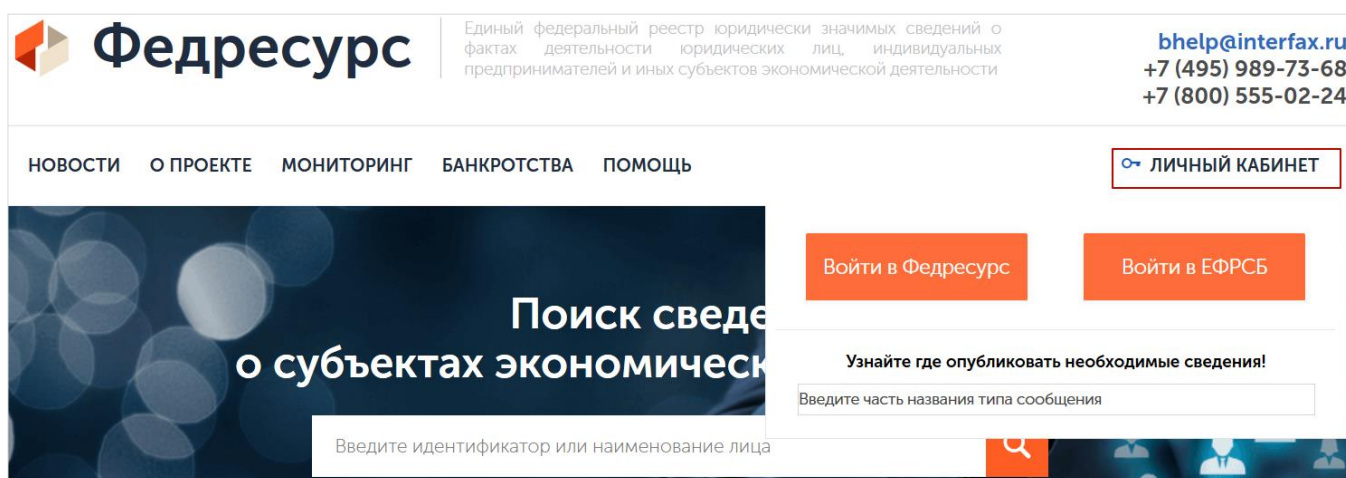 Федресурс
Единый федеральный реестр юридически значимых сведений о
фактах деятельности юридических лиц, индивидуальных
предпринимателей и иных субъектов экономической деятельности
bhelp@interfax.ru
+7 (495) 989-73-68
+7 (800) 555-02-24
НОВОСТИ О ПРОЕКТЕ МОНИТОРИНГ БАНКРОТСТВА ПОМОЩЬ
ЛИЧНЫЙ КАБИНЕТ
Войти в Федресурс
Войти в ЕФРСБ
Узнайте где опубликовать необходимые сведения!
Введите часть названия типа сообщения
Поиск сведе
о субъектах экономическ
Введите идентификатор или наименование лица